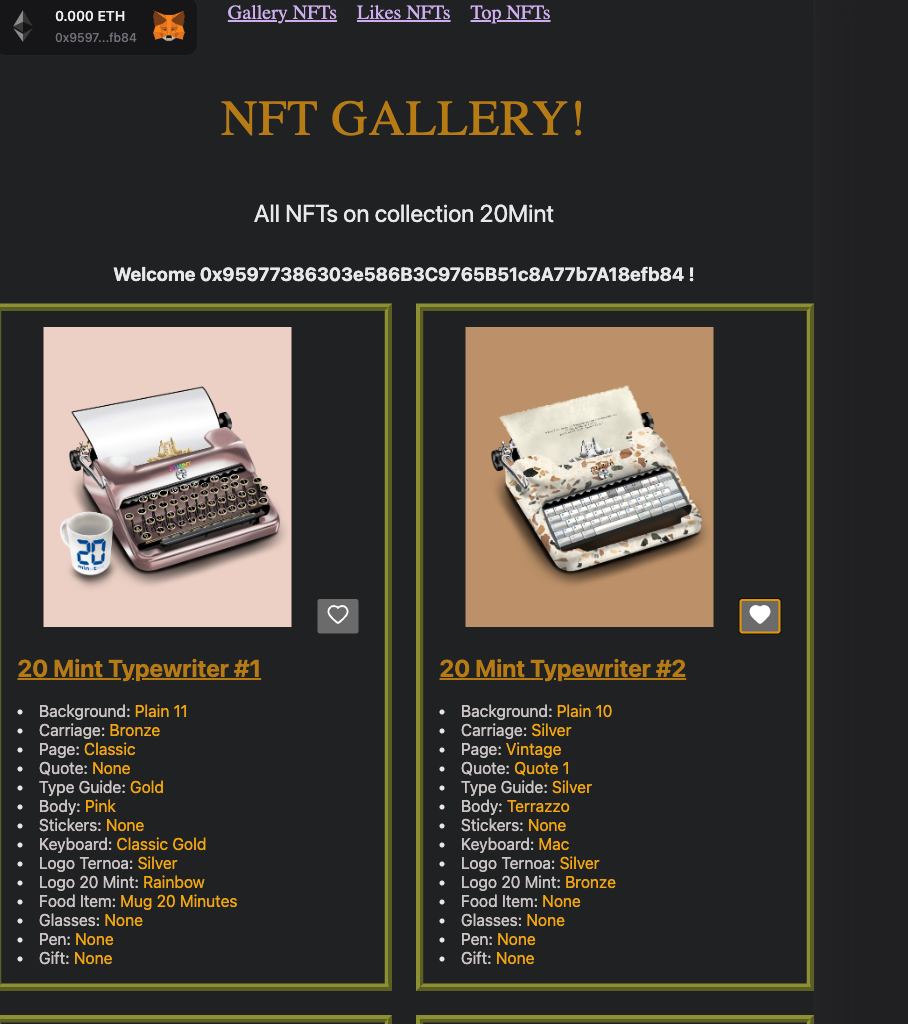 0.000 ETH
0x9597...fb84
Gallery NFTs Likes NFTs Top NFTs
NFT GALLERY!
All NFTs on collection 20Mint
Welcome 0x95977386303e586B3C9765B51c8A77b7A18efb84 !
20
20 Mint Typewriter #1
Background: Plain 11
Carriage: Bronze
Page: Classic
Quote: None
Type Guide: Gold
Body: Pink
Stickers: None
Keyboard: Classic Gold
Logo Ternoa: Silver
Logo 20 Mint: Rainbow
Food Item: Mug 20 Minutes
Glasses: None
Pen: None
Gift: None
20 Mint Typewriter #2
Background: Plain 10
Carriage: Silver
Page: Vintage
Quote: Quote 1
Type Guide: Silver
Body: Terrazzo
Stickers: None
Keyboard: Mac
Logo Ternoa: Silver
Logo 20 Mint: Bronze
Food Item: None
Glasses: None
Pen: None
Gift: None